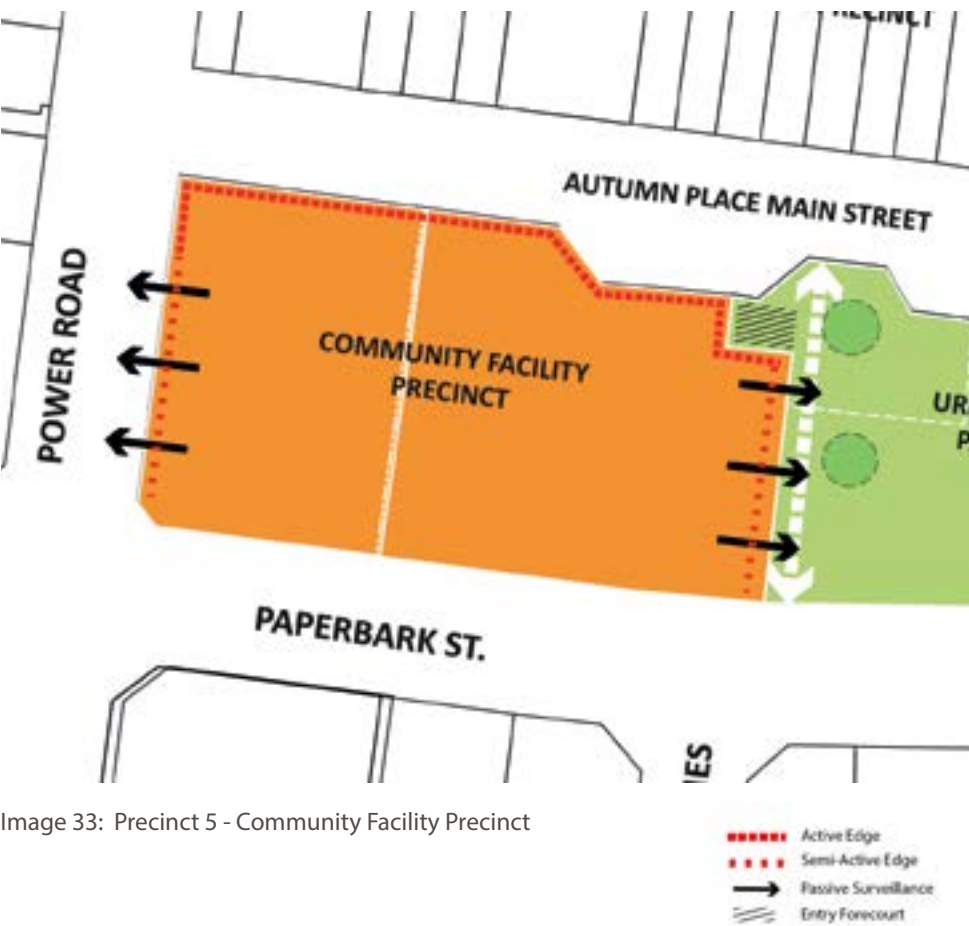 AUTUMN PLACE MAIN STREET
POWER ROAD
COMMUNITY FACILITY
PRECINCT
PAPERBARK ST.
Image 33: Precinct 5 - Community Facility Precinct
Active Edge
Semi-Active Edge
Passive Surveillance
Entry Forecourt